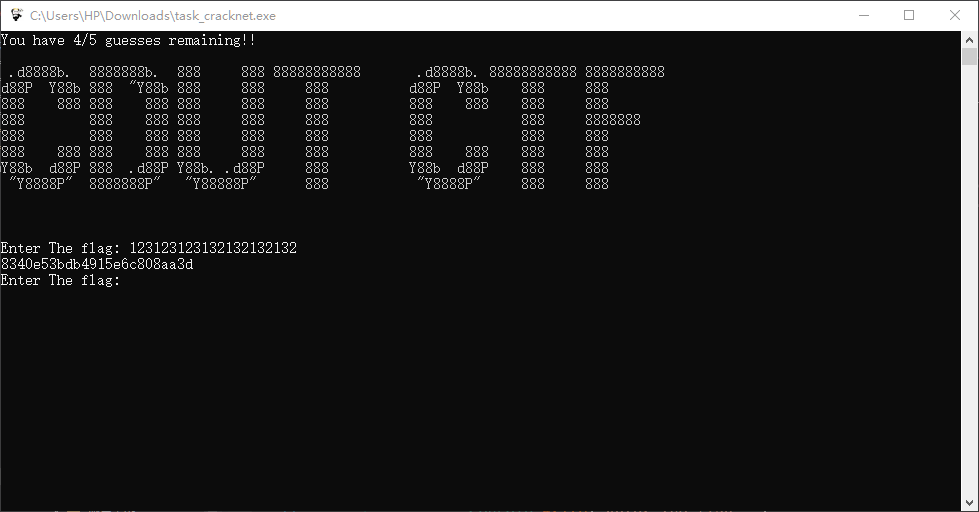 C:\Users\HP\Downloads\task_cracknet.exe
You have 4/5 guesses remaining!!
 .d8888b.  8888888b.  888     888 88888888888      .d8888b. 88888888888 8888888888
d88P  Y88b 888  "Y88b 888     888     888         d88P  Y88b    888     888
888    888 888    888 888     888     888         888    888    888     888
888        888    888 888     888     888         888           888     8888888
888        888    888 888     888     888         888           888     888
888    888 888    888 888     888     888         888    888    888     888
Y88b  d88P 888  .d88P Y88b. .d88P     888         Y88b  d88P    888     888
 "Y8888P"  8888888P"   "Y88888P"      888          "Y8888P"     888     888
Enter The flag: 123123123132132132132
8340e53bdb4915e6c808aa3d
Enter The flag: